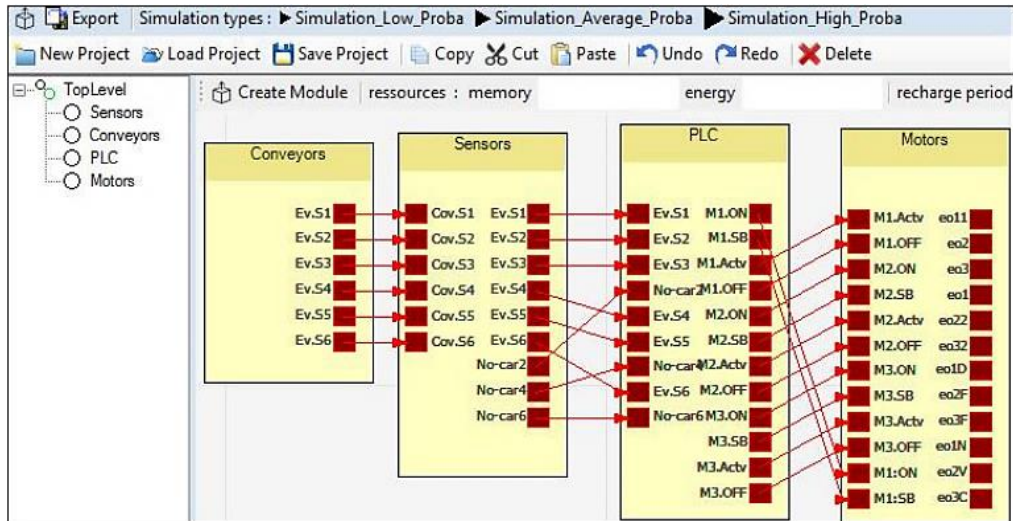 Export Simulation types : Simulation_Low_Proba Simulation_Average_Proba Simulation_High_Proba
New Project Load Project Save Project Copy Cut Paste Undo Redo Delete
TopLevel
Sensors
Conveyors
PLC
Motors
Create Module ressources : memory energy recharge period
Conveyors
Ev.S1
Ev.S2
Ev.S3
Ev.S4
Ev.S5
Ev.S6
Sensors
Cov.S1 Ev.S1
Cov.S2 Ev.S2
Cov.S3 Ev.S3
Cov.S4 Ev.S4
Cov.S5 Ev.S5
Cov.S6 Ev.S6
No-car2
No-car4
No-car6
PLC
Ev.S1 M1.ON
Ev.S2 M1.SB
Ev.S3 M1.Actv
No-car2 M1.OFF
Ev.S4 M2.ON
Ev.S5 M2.SB
No-car4 M2.Actv
Ev.S6 M2.OFF
No-car6 M3.ON
M3.SB
M3.Actv
M3.OFF
Motors
M1.Actv eo11
M1.OFF eo2
M2.ON eo3
M2.SB eo1
M2.Actv eo22
M2.OFF eo32
M3.ON eo1D
M3.SB eo2F
M3.Actv eo3F
M3.OFF eo1N
M1:ON eo2V
M1:SB eo3C